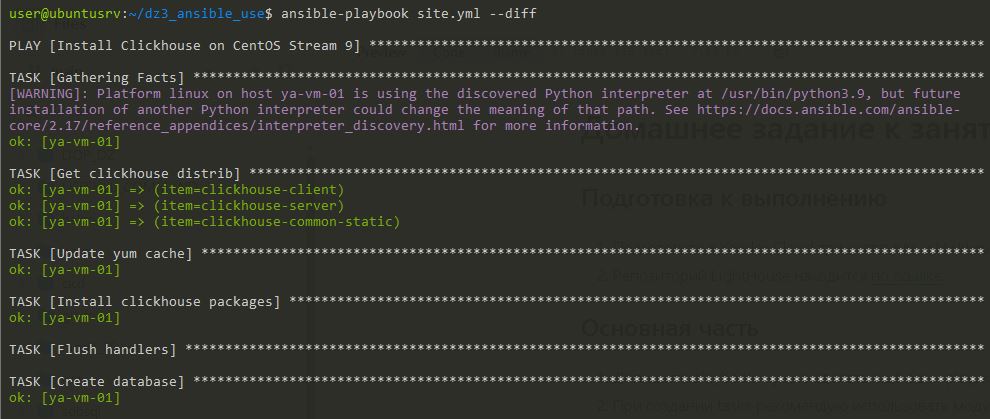 user@ubuntusrv:~/dz3_ansible_use$ ansible-playbook site.yml --diff
PLAY [Install Clickhouse on CentOS Stream 9] ******************************************************************************
TASK [Gathering Facts] ***************************************************************************************************
[WARNING]: Platform linux on host ya-vm-01 is using the discovered Python interpreter at /usr/bin/python3.9, but future
installation of another Python interpreter could change the meaning of that path. See https://docs.ansible.com/ansible-
core/2.17/reference_appendices/interpreter_discovery.html for more information.
ok: [ya-vm-01]
TASK [Get clickhouse distrib] ********************************************************************************************
ok: [ya-vm-01] => (item=clickhouse-client)
ok: [ya-vm-01] => (item=clickhouse-server)
ok: [ya-vm-01] => (item=clickhouse-common-static)
TASK [Update yum cache] **************************************************************************************************
ok: [ya-vm-01]
TASK [Install clickhouse packages] ***************************************************************************************
ok: [ya-vm-01]
TASK [Flush handlers] ****************************************************************************************************
TASK [Create database] ***************************************************************************************************
ok: [ya-vm-01]
Домашнее задание к занят
Подготовка к выполнению
2. Репозиторий LightHouse находится по ссылке.
Основная часть